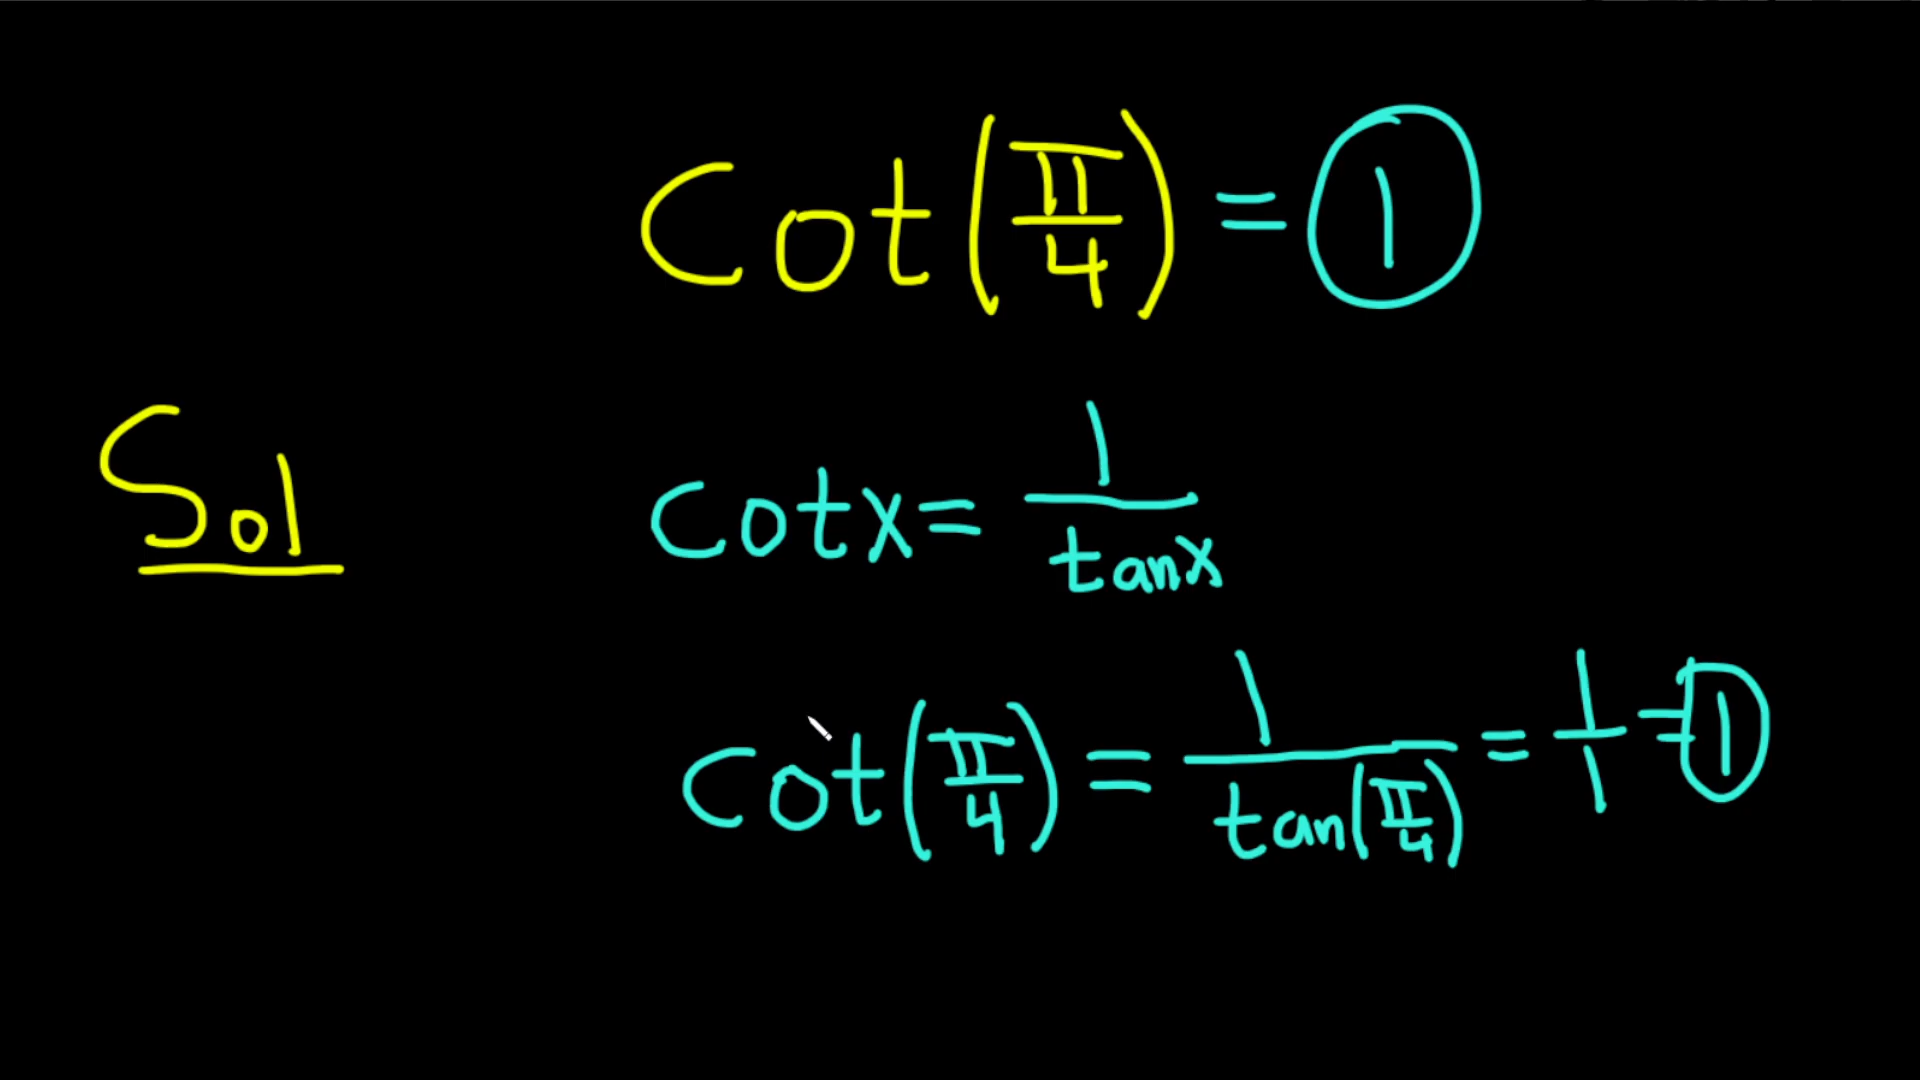 Cot(π/4) = 1
Sol
Cotx = 1/tanx
Cot(π/4) = 1/tan(π/4) = 1/1 = 1